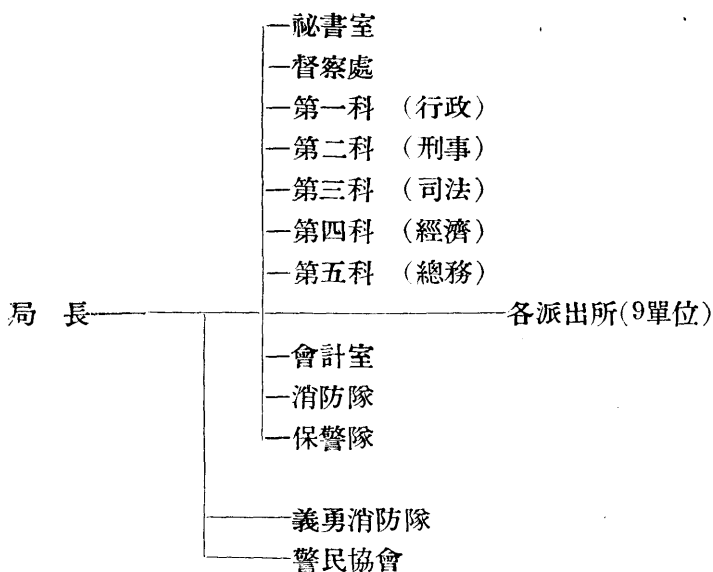 秘書室
督察處
第一科 (行政)
第二科 (刑事)
第三科 (司法)
第四科 (經濟)
第五科 (總務)
局 長 各派出所(9單位)
會計室
消防隊
保警隊
義勇消防隊
警民協會